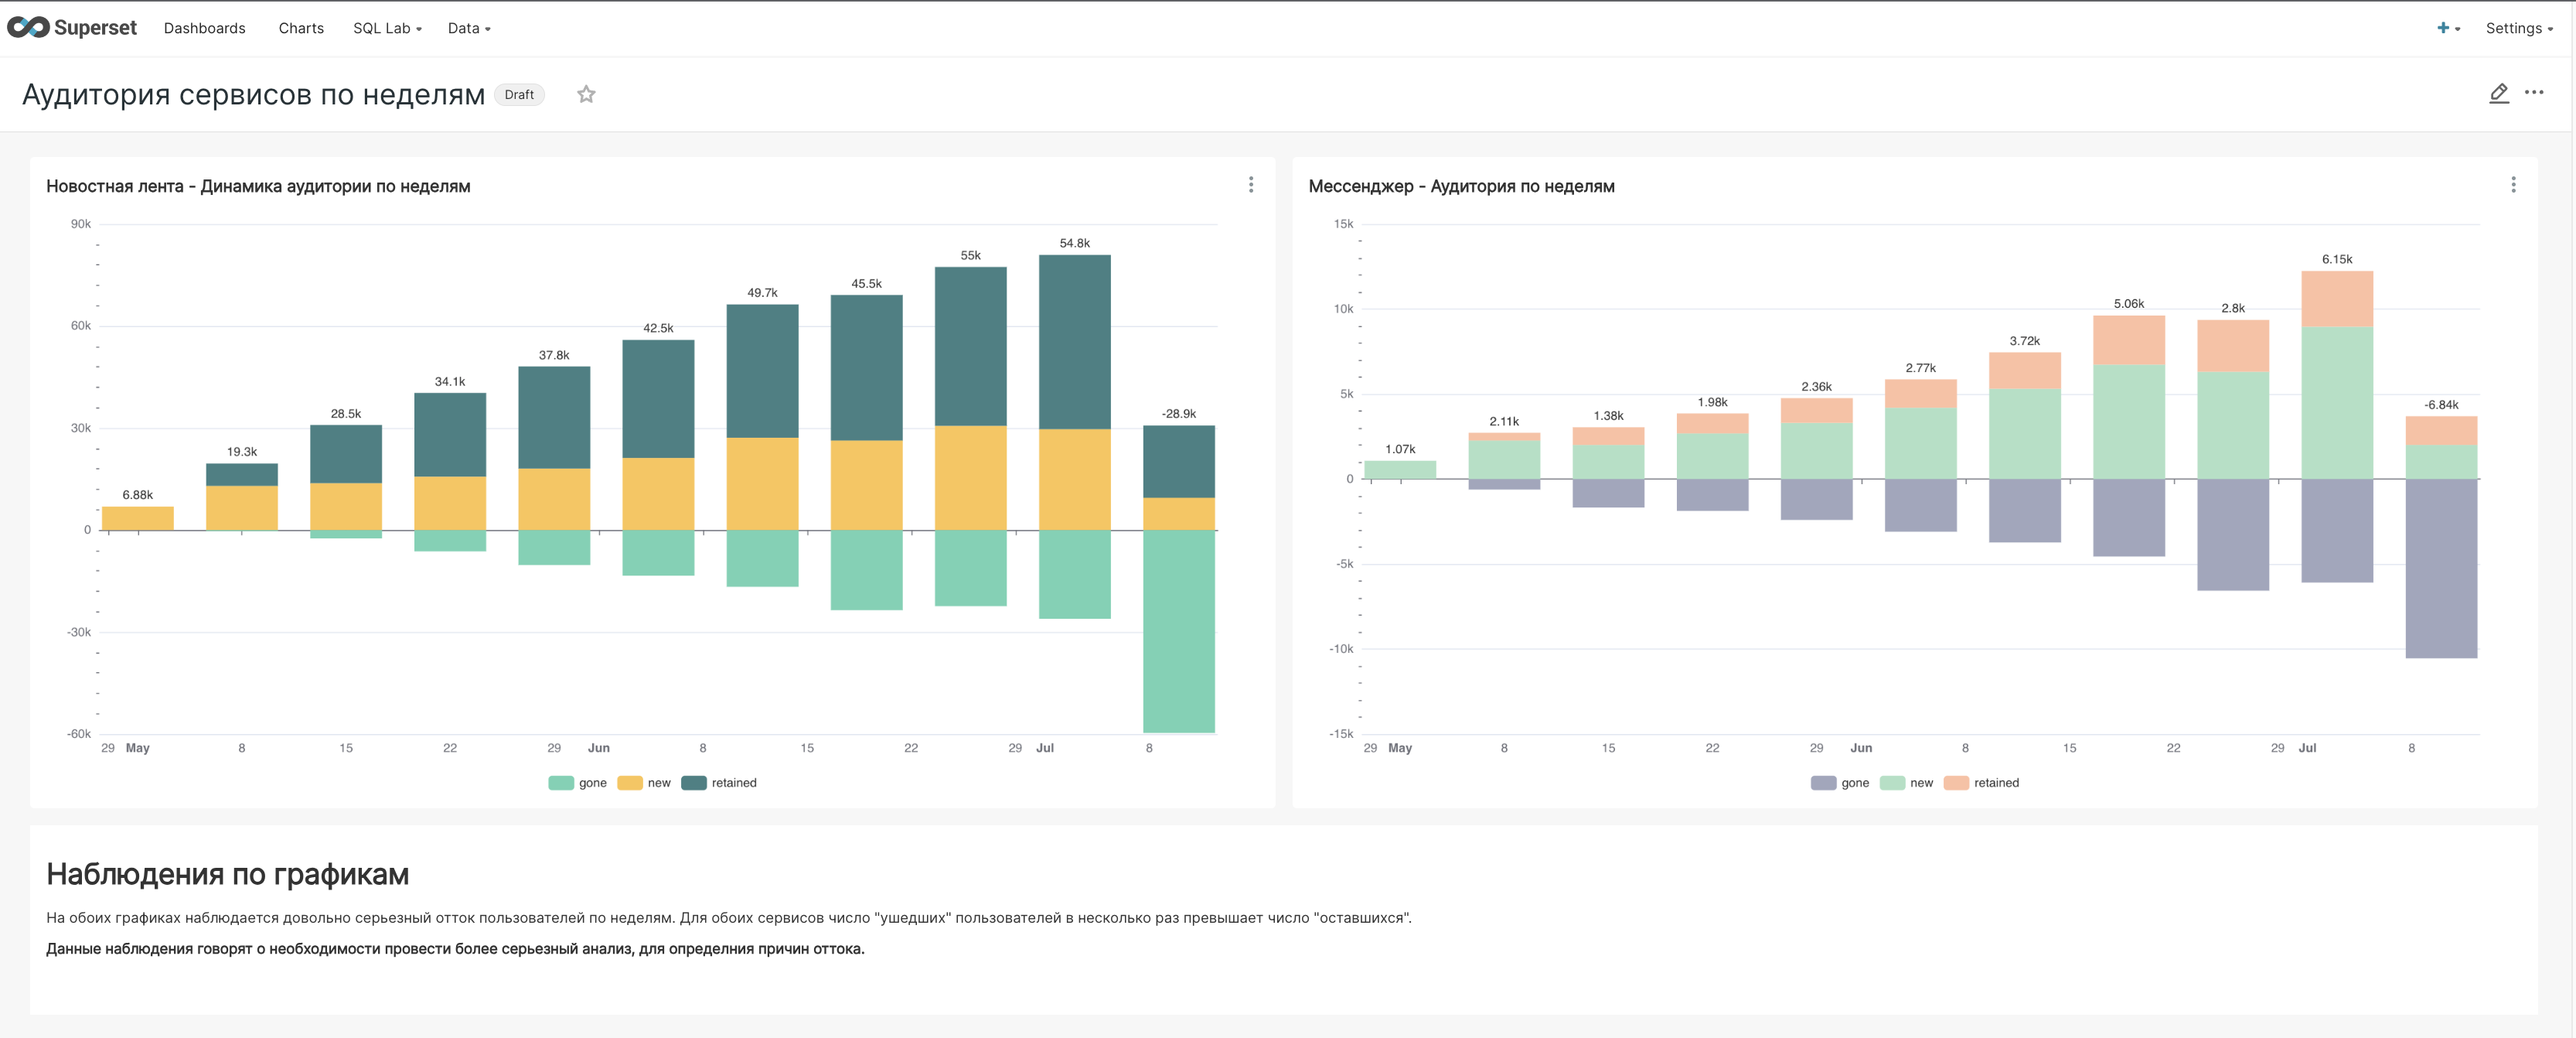 Superset Dashboards Charts SQL Lab Data + Settings
Аудитория сервисов по неделям Draft
Новостная лента - Динамика аудитории по неделям
90k
60k
30k
0
-30k
-60k
6.88k
19.3k
28.5k
34.1k
37.8k
42.5k
49.7k
45.5k
55k
54.8k
-28.9k
29 May 8 15 22 29 Jun 8 15 22 29 Jul 8
gone new retained
Мессенджер - Аудитория по неделям
15k
10k
5k
0
-5k
-10k
-15k
1.07k
2.11k
1.38k
1.98k
2.36k
2.77k
3.72k
5.06k
2.8k
6.15k
-6.84k
29 May 8 15 22 29 Jun 8 15 22 29 Jul 8
gone new retained
Наблюдения по графикам
На обоих графиках наблюдается довольно серьезный отток пользователей по неделям. Для обоих сервисов число "ушедших" пользователей в несколько раз превышает число "оставшихся".
Данные наблюдения говорят о необходимости провести более серьезный анализ, для определния причин оттока.